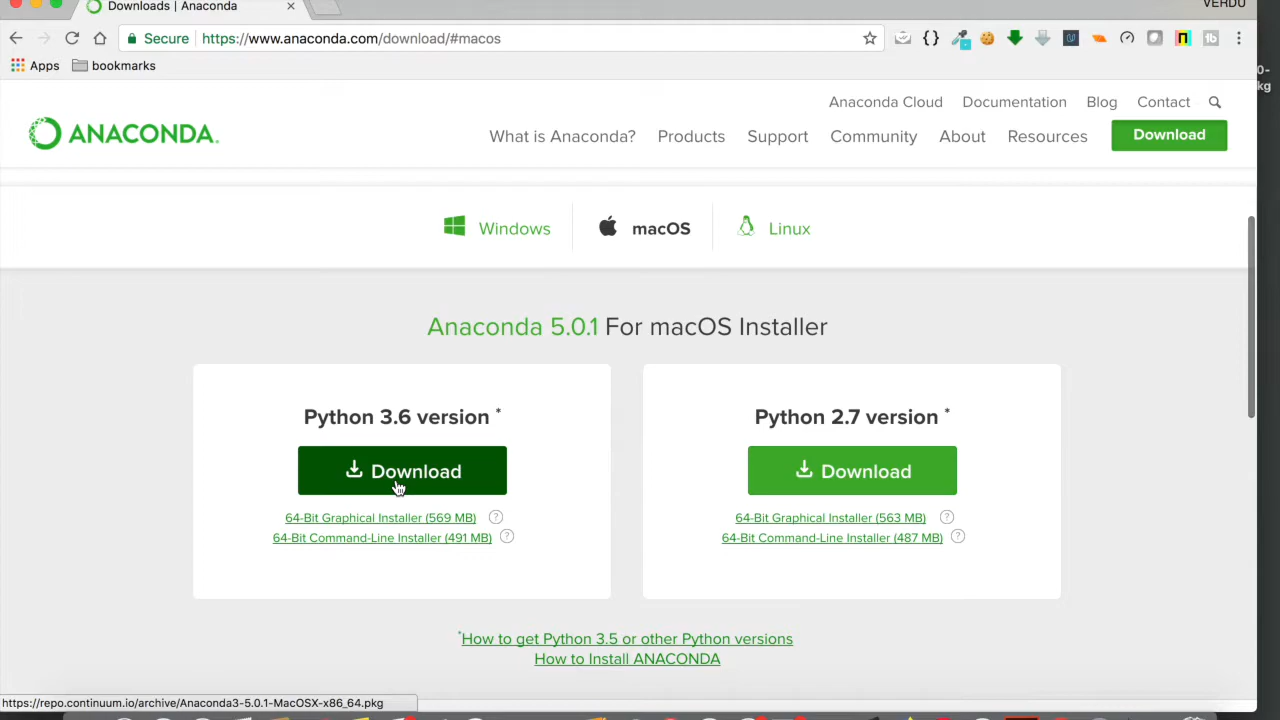 Downloads | Anaconda
VERDU
Secure
https://www.anaconda.com/download/#macos
Apps
bookmarks
Anaconda Cloud
Documentation
Blog
Contact
ANACONDA.
What is Anaconda?
Products
Support
Community
About
Resources
Download
Windows
macOS
Linux
Anaconda 5.0.1 For macOS Installer
Python 3.6 version *
Download
64-Bit Graphical Installer (569 MB) ?
64-Bit Command-Line Installer (491 MB) ?
Python 2.7 version *
Download
64-Bit Graphical Installer (563 MB) ?
64-Bit Command-Line Installer (487 MB) ?
*How to get Python 3.5 or other Python versions
How to Install ANACONDA
https://repo.continuum.io/archive/Anaconda3-5.0.1-MacOSX-x86_64.pkg
0-
kg